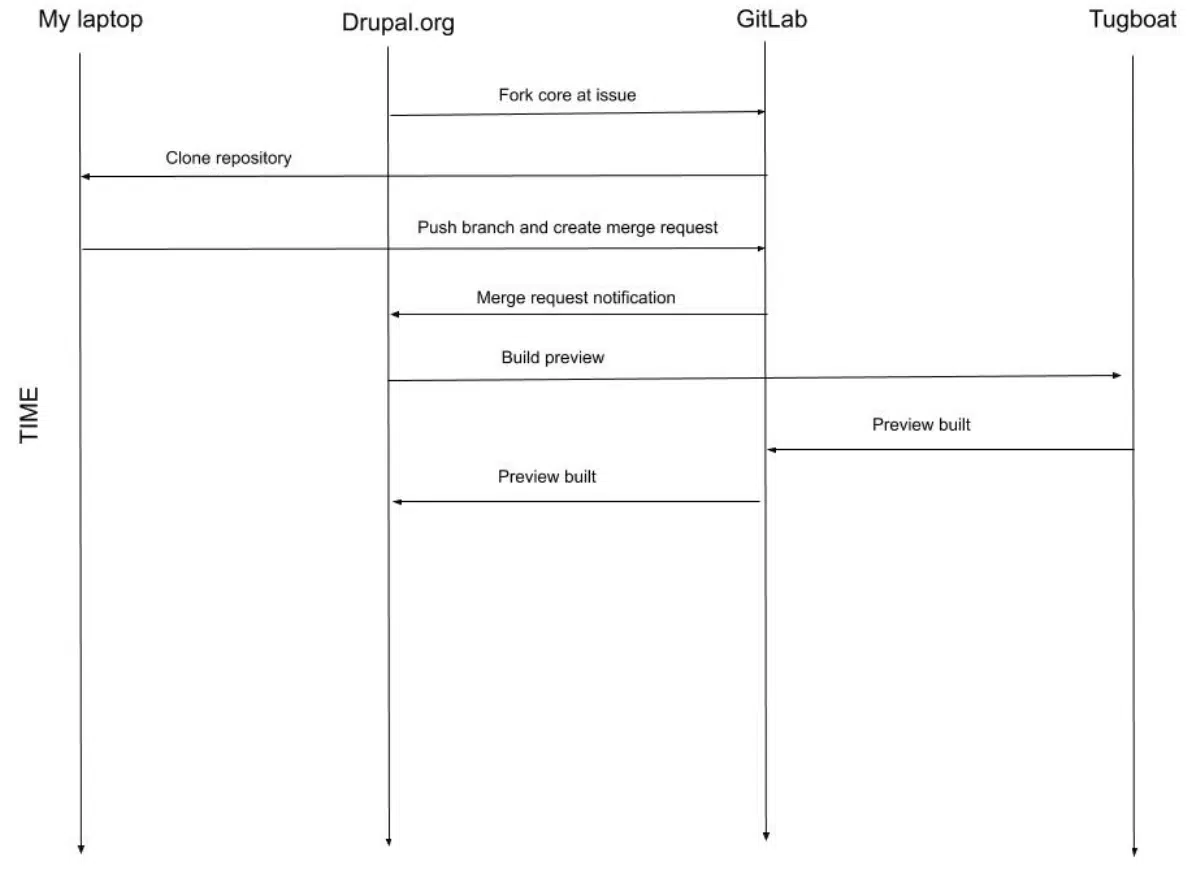 My laptop
Drupal.org
GitLab
Tugboat
Fork core at issue
Clone repository
Push branch and create merge request
Merge request notification
Build preview
TIME
Preview built
Preview built